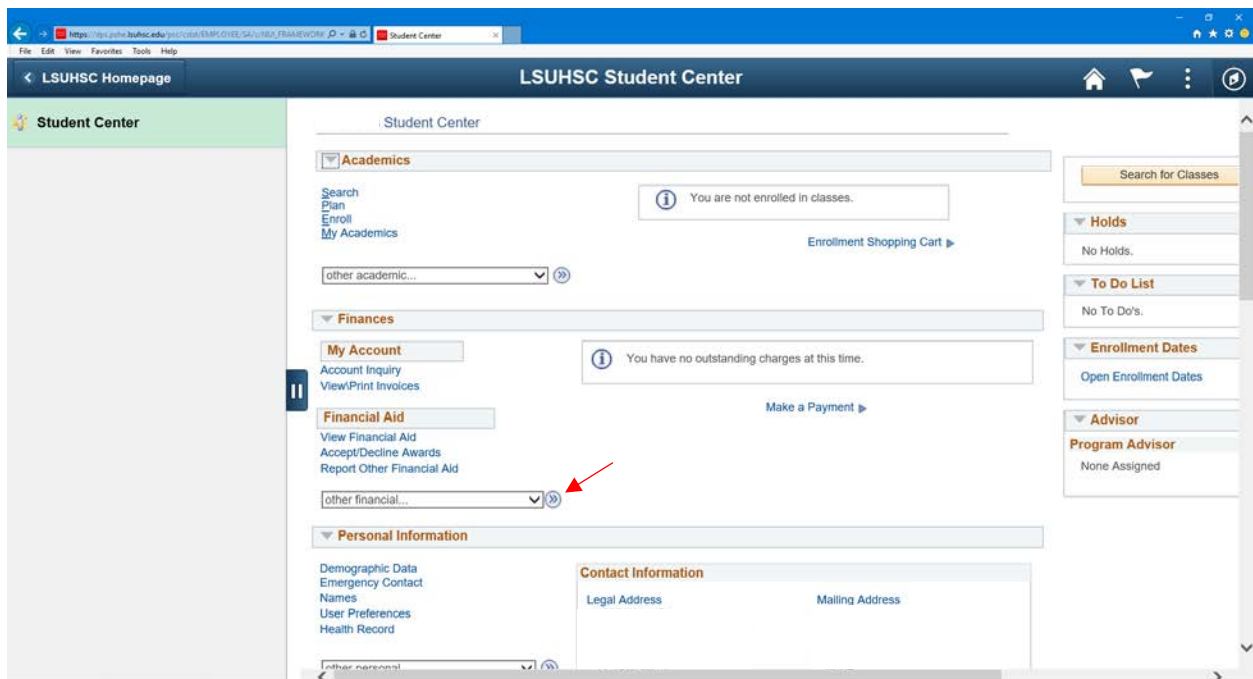 Student Center
File Edit View Favorites Tools Help
LSUHSC Homepage
LSUHSC Student Center
Student Center
Student Center
Academics
Search
Plan
Enroll
My Academics
You are not enrolled in classes.
Enrollment Shopping Cart
other academic...
Finances
My Account
Account Inquiry
View\Print Invoices
You have no outstanding charges at this time.
Make a Payment
Financial Aid
View Financial Aid
Accept/Decline Awards
Report Other Financial Aid
other financial...
Personal Information
Demographic Data
Emergency Contact
Names
User Preferences
Health Record
other personal
Contact Information
Legal Address
Mailing Address
Search for Classes
Holds
No Holds.
To Do List
No To Do's.
Enrollment Dates
Open Enrollment Dates
Advisor
Program Advisor
None Assigned